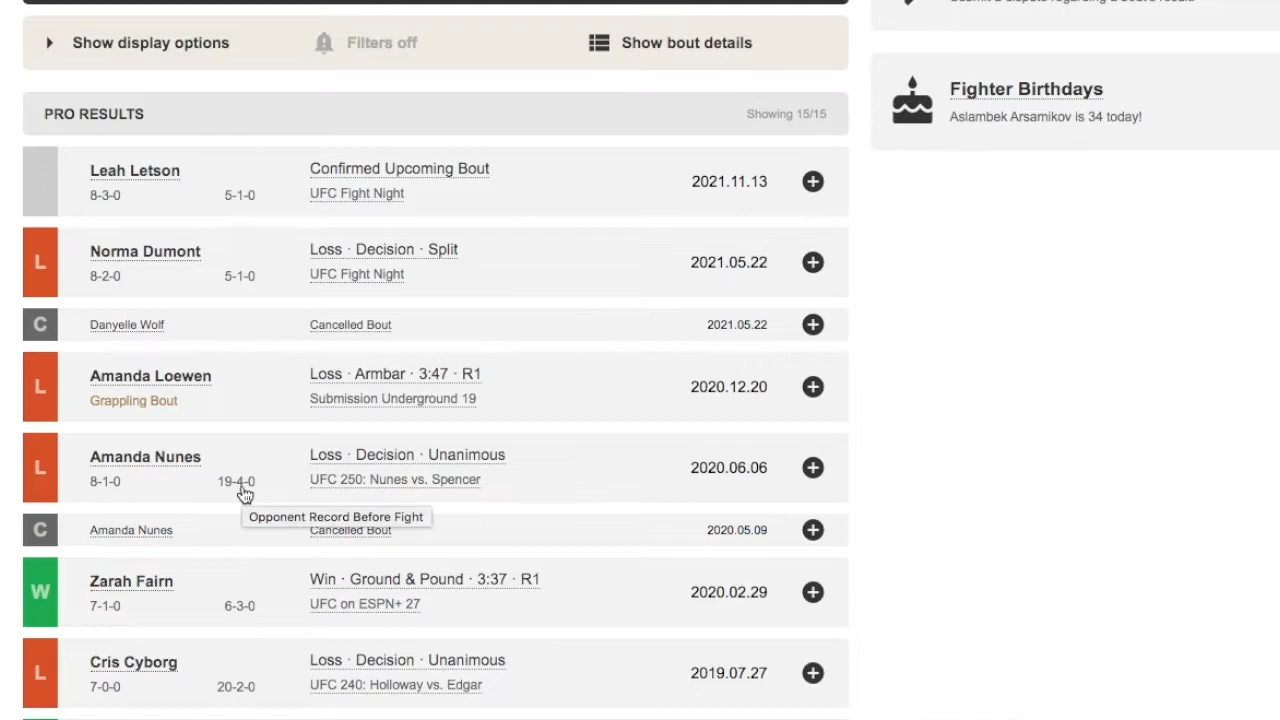 Show display options
Filters off
Show bout details
Fighter Birthdays
Aslambek Arsamikov is 34 today!
PRO RESULTS
Showing 15/15
Leah Letson
8-3-0
5-1-0
Confirmed Upcoming Bout
UFC Fight Night
2021.11.13
L
Norma Dumont
8-2-0
5-1-0
Loss · Decision · Split
UFC Fight Night
2021.05.22
C
Danyelle Wolf
Cancelled Bout
2021.05.22
L
Amanda Loewen
Grappling Bout
Loss · Armbar · 3:47 · R1
Submission Underground 19
2020.12.20
L
Amanda Nunes
8-1-0
19-4-0
Loss · Decision · Unanimous
UFC 250: Nunes vs. Spencer
2020.06.06
Opponent Record Before Fight
C
Amanda Nunes
Cancelled Bout
2020.05.09
W
Zarah Fairn
7-1-0
6-3-0
Win · Ground & Pound · 3:37 · R1
UFC on ESPN+ 27
2020.02.29
L
Cris Cyborg
7-0-0
20-2-0
Loss · Decision · Unanimous
UFC 240: Holloway vs. Edgar
2019.07.27